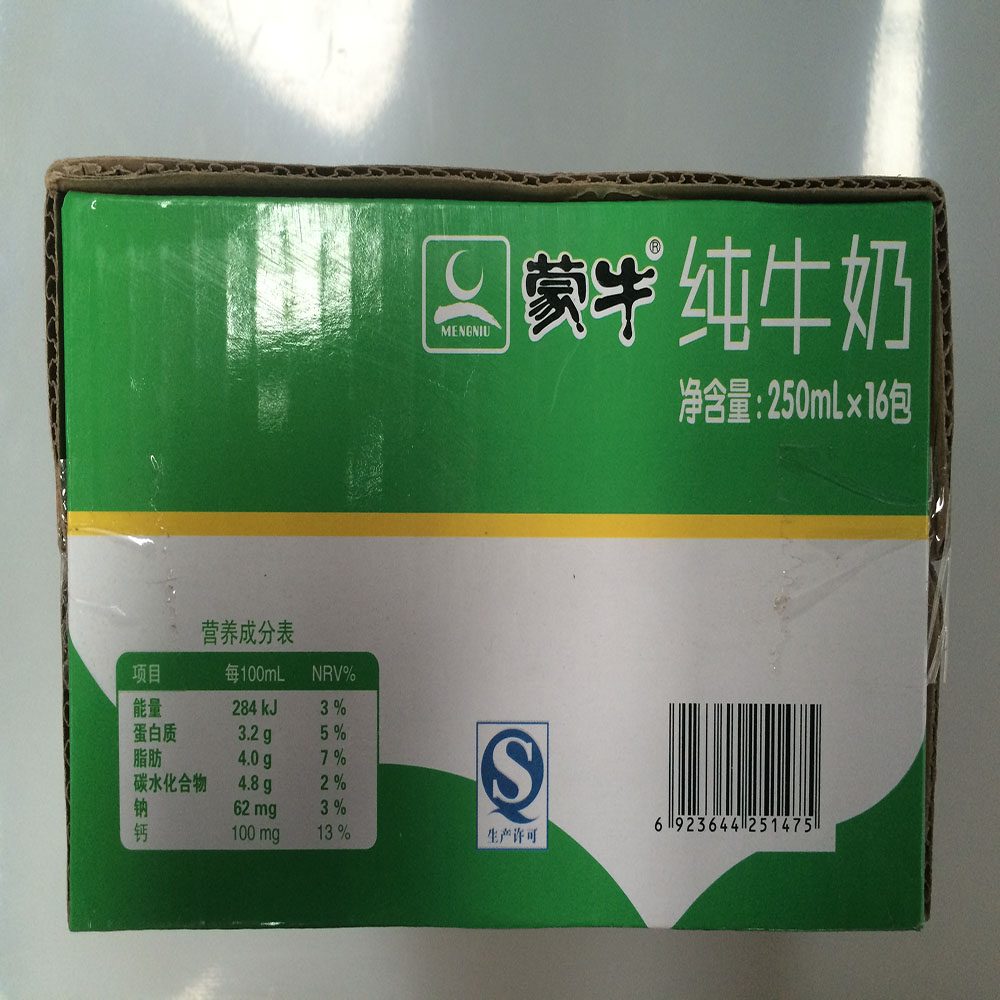 MENGNIU
蒙牛® 纯牛奶
净含量:250mL×16包
营养成分表
项目 每100mL NRV%
能量 284 kJ 3 %
蛋白质 3.2 g 5 %
脂肪 4.0 g 7 %
碳水化合物 4.8 g 2 %
钠 62 mg 3 %
钙 100 mg 13 %
生产许可
6 923644 251475